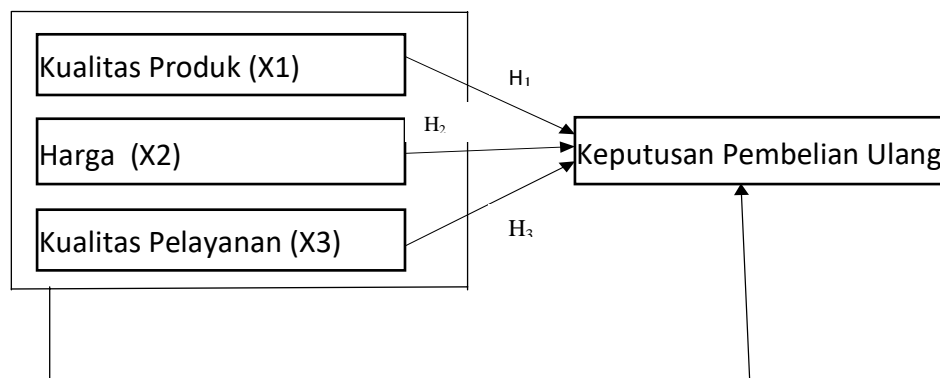 Kualitas Produk (X1)
H₁
H₂
Harga (X2)
Keputusan Pembelian Ulang
Kualitas Pelayanan (X3)
H₃